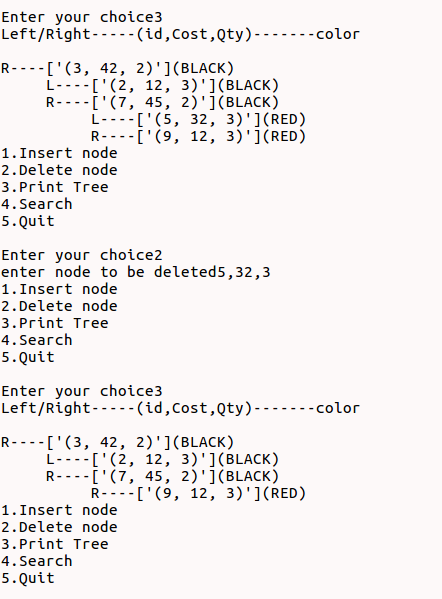 Enter your choice3
Left/Right-----(id,Cost,Qty)-------color
R----['(3, 42, 2)'](BLACK)
L----['(2, 12, 3)'](BLACK)
R----['(7, 45, 2)'](BLACK)
L----['(5, 32, 3)'](RED)
R----['(9, 12, 3)'](RED)
1.Insert node
2.Delete node
3.Print Tree
4.Search
5.Quit
Enter your choice2
enter node to be deleted5,32,3
1.Insert node
2.Delete node
3.Print Tree
4.Search
5.Quit
Enter your choice3
Left/Right-----(id,Cost,Qty)-------color
R----['(3, 42, 2)'](BLACK)
L----['(2, 12, 3)'](BLACK)
R----['(7, 45, 2)'](BLACK)
R----['(9, 12, 3)'](RED)
1.Insert node
2.Delete node
3.Print Tree
4.Search
5.Quit